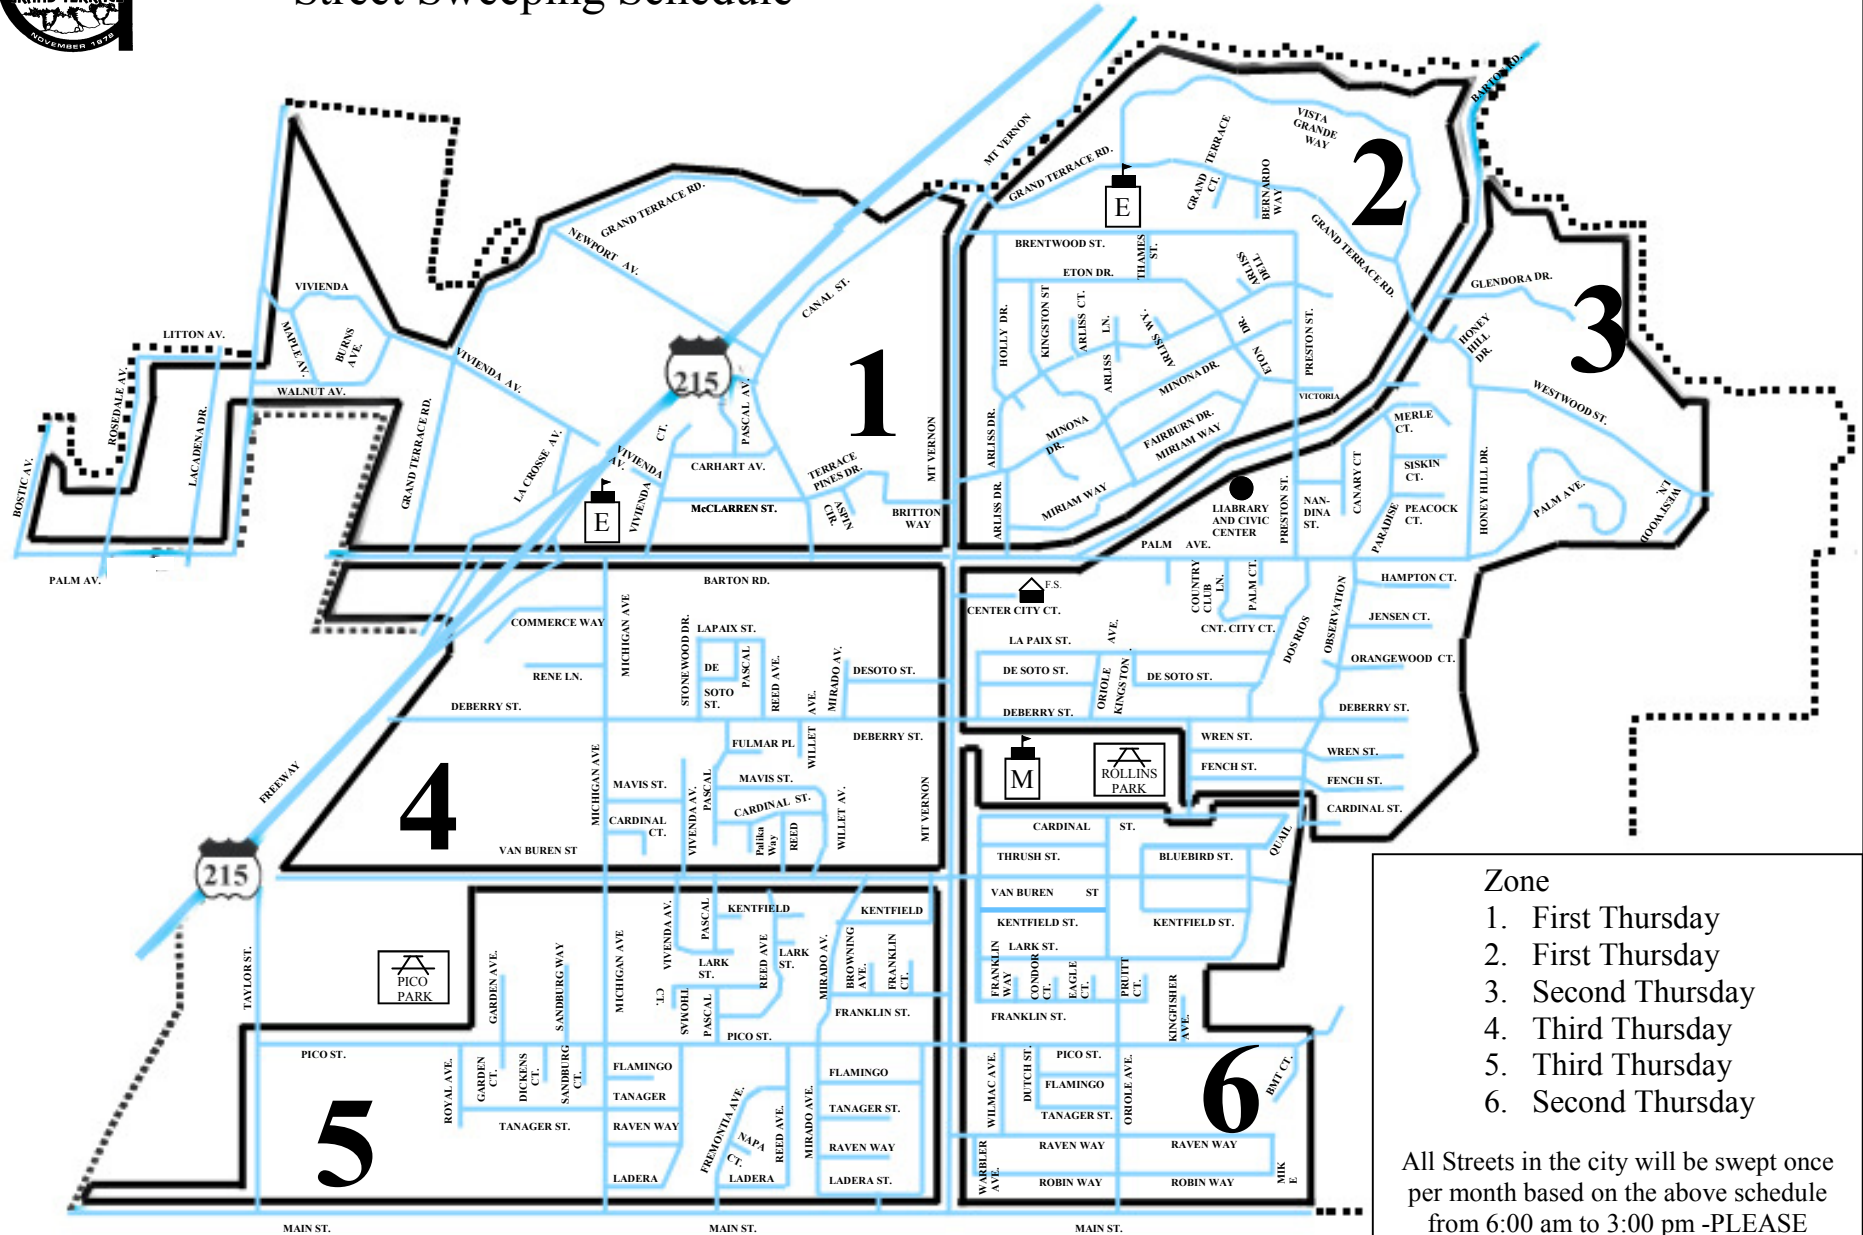 GRAND TERRACE
NOVEMBER 1978
Street Sweeping Schedule
BARTON RD.
MT VERNON
VISTA
GRANDE
WAY
GRAND TERRACE RD.
GRAND TERRACE
CT.
BERNARDO
WAY
2
E
GRAND TERRACE RD.
NEWPORT AV.
GRAND TERRACE RD.
BRENTWOOD ST.
THAMES
ST.
ARLISS
DELL
ETON DR.
GLENDORA DR.
3
VIVIENDA
CANAL ST.
HOLLY DR.
KINGSTON ST
ARLISS CT.
ARLISS
LN.
ARLISS WY.
ETON
DR.
PRESTON ST.
HONEY
HILL
DR.
LITTON AV.
MAPLE AV.
BURNS
AVE.
VIVIENDA AV.
215
1
MINONA DR.
WESTWOOD ST.
WALNUT AV.
VICTORIA
ROSEDALE AV.
LACADENA DR.
BOSTIC AV.
GRAND TERRACE RD.
LA CROSSE AV.
VIVIENDA
AV.
CT.
VIVIENDA
PASCAL AV.
CARHART AV.
TERRACE
PINES DR.
MT VERNON
ARLISS DR.
MINONA
DR.
FAIRBURN DR.
MIRIAM WAY
MERLE
CT.
SISKIN
CT.
PEACOCK
CT.
CANARY CT
PARADISE
HONEY HILL DR.
PALM AVE.
WESTWOOD
LN.
E
McCLARREN ST.
ASPIN
CIR.
BRITTON
WAY
ARLISS DR.
MIRIAM WAY
LIABRARY
AND CIVIC
CENTER
PRESTON ST.
NAN-
DINA
ST.
PALM AVE.
PALM AV.
BARTON RD.
F.S.
CENTER CITY CT.
COUNTRY
CLUB
LN.
PALM CT.
CNT. CITY CT.
DOS RIOS
OBSERVATION
HAMPTON CT.
JENSEN CT.
ORANGEWOOD CT.
COMMERCE WAY
MICHIGAN AVE
STONEWOOD DR.
LAPAIX ST.
DE
SOTO
ST.
PASCAL
REED AVE.
MIRADO AV.
DESOTO ST.
LA PAIX ST.
AVE.
ORIOLE
KINGSTON
DE SOTO ST.
DE SOTO ST.
RENE LN.
DEBERRY ST.
WILLET
AVE.
DEBERRY ST.
DEBERRY ST.
DEBERRY ST.
FULMAR PL
M
ROLLINS
PARK
WREN ST.
WREN ST.
FENCH ST.
FENCH ST.
CARDINAL ST.
FREEWAY
4
MICHIGAN AVE
MAVIS ST.
CARDINAL
CT.
VIVENDA AV.
PASCAL
MAVIS ST.
CARDINAL ST.
Palika
Way
REED
WILLET AV.
MT VERNON
VAN BUREN ST
CARDINAL ST.
THRUSH ST.
BLUEBIRD ST.
QUAIL
215
VAN BUREN ST
KENTFIELD ST.
KENTFIELD ST.
TAYLOR ST.
PICO
PARK
GARDEN AVE.
SANDBURG WAY
MICHIGAN AVE
VIVENDA AV.
PASCAL
KENTFIELD
KENTFIELD
LARK
ST.
REED AVE
LARK
ST.
MIRADO AV.
BROWNING
AVE.
FRANKLIN
CT.
THOMAS
CT.
PASCAL
FRANKLIN ST.
PICO ST.
LARK ST.
FRANKLIN
WAY
CONDOR
CT.
EAGLE
CT.
PRUITT
CT.
KINGFISHER
AVE.
FRANKLIN ST.
PICO ST.
5
ROYAL AVE.
GARDEN
CT.
DICKENS
CT.
SANDBURG
CT.
TANAGER ST.
FLAMINGO
TANAGER
RAVEN WAY
LADERA
FREMONTIA AVE.
NAPA
CT.
LADERA
REED AVE.
MIRADO AVE.
FLAMINGO
TANAGER ST.
RAVEN WAY
LADERA ST.
WILMAC AVE.
DUTCH ST.
PICO ST.
FLAMINGO
TANAGER ST.
ORIOLE AVE.
6
BMT CT.
RAVEN WAY
RAVEN WAY
WARBLER
AVE.
ROBIN WAY
ROBIN WAY
MIK
E
MAIN ST.
MAIN ST.
MAIN ST.
Zone
1. First Thursday
2. First Thursday
3. Second Thursday
4. Third Thursday
5. Third Thursday
6. Second Thursday
All Streets in the city will be swept once
per month based on the above schedule
from 6:00 am to 3:00 pm -PLEASE